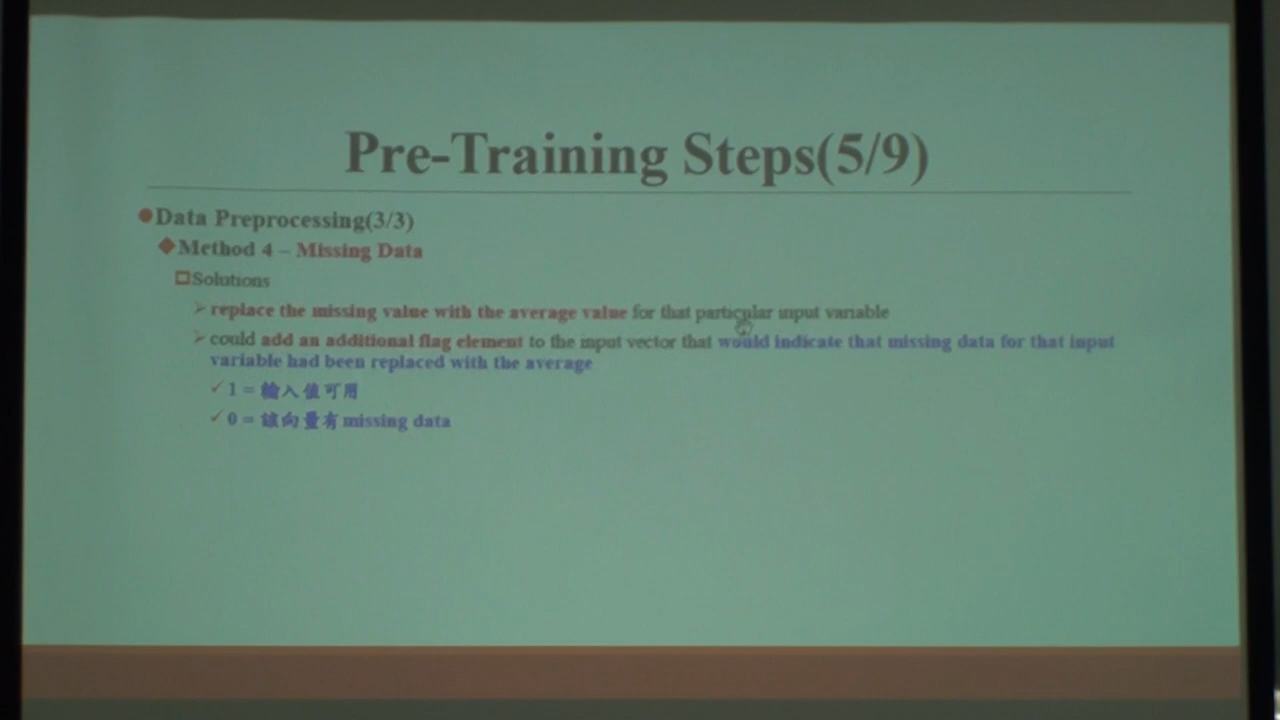 Pre-Training Steps(5/9)
Data Preprocessing(3/3)
Method 4 – Missing Data
Solutions
replace the missing value with the average value for that particular input variable
could add an additional flag element to the input vector that would indicate that missing data for that input
variable had been replaced with the average
1 = 輸入值可用
0 = 該向量有 missing data